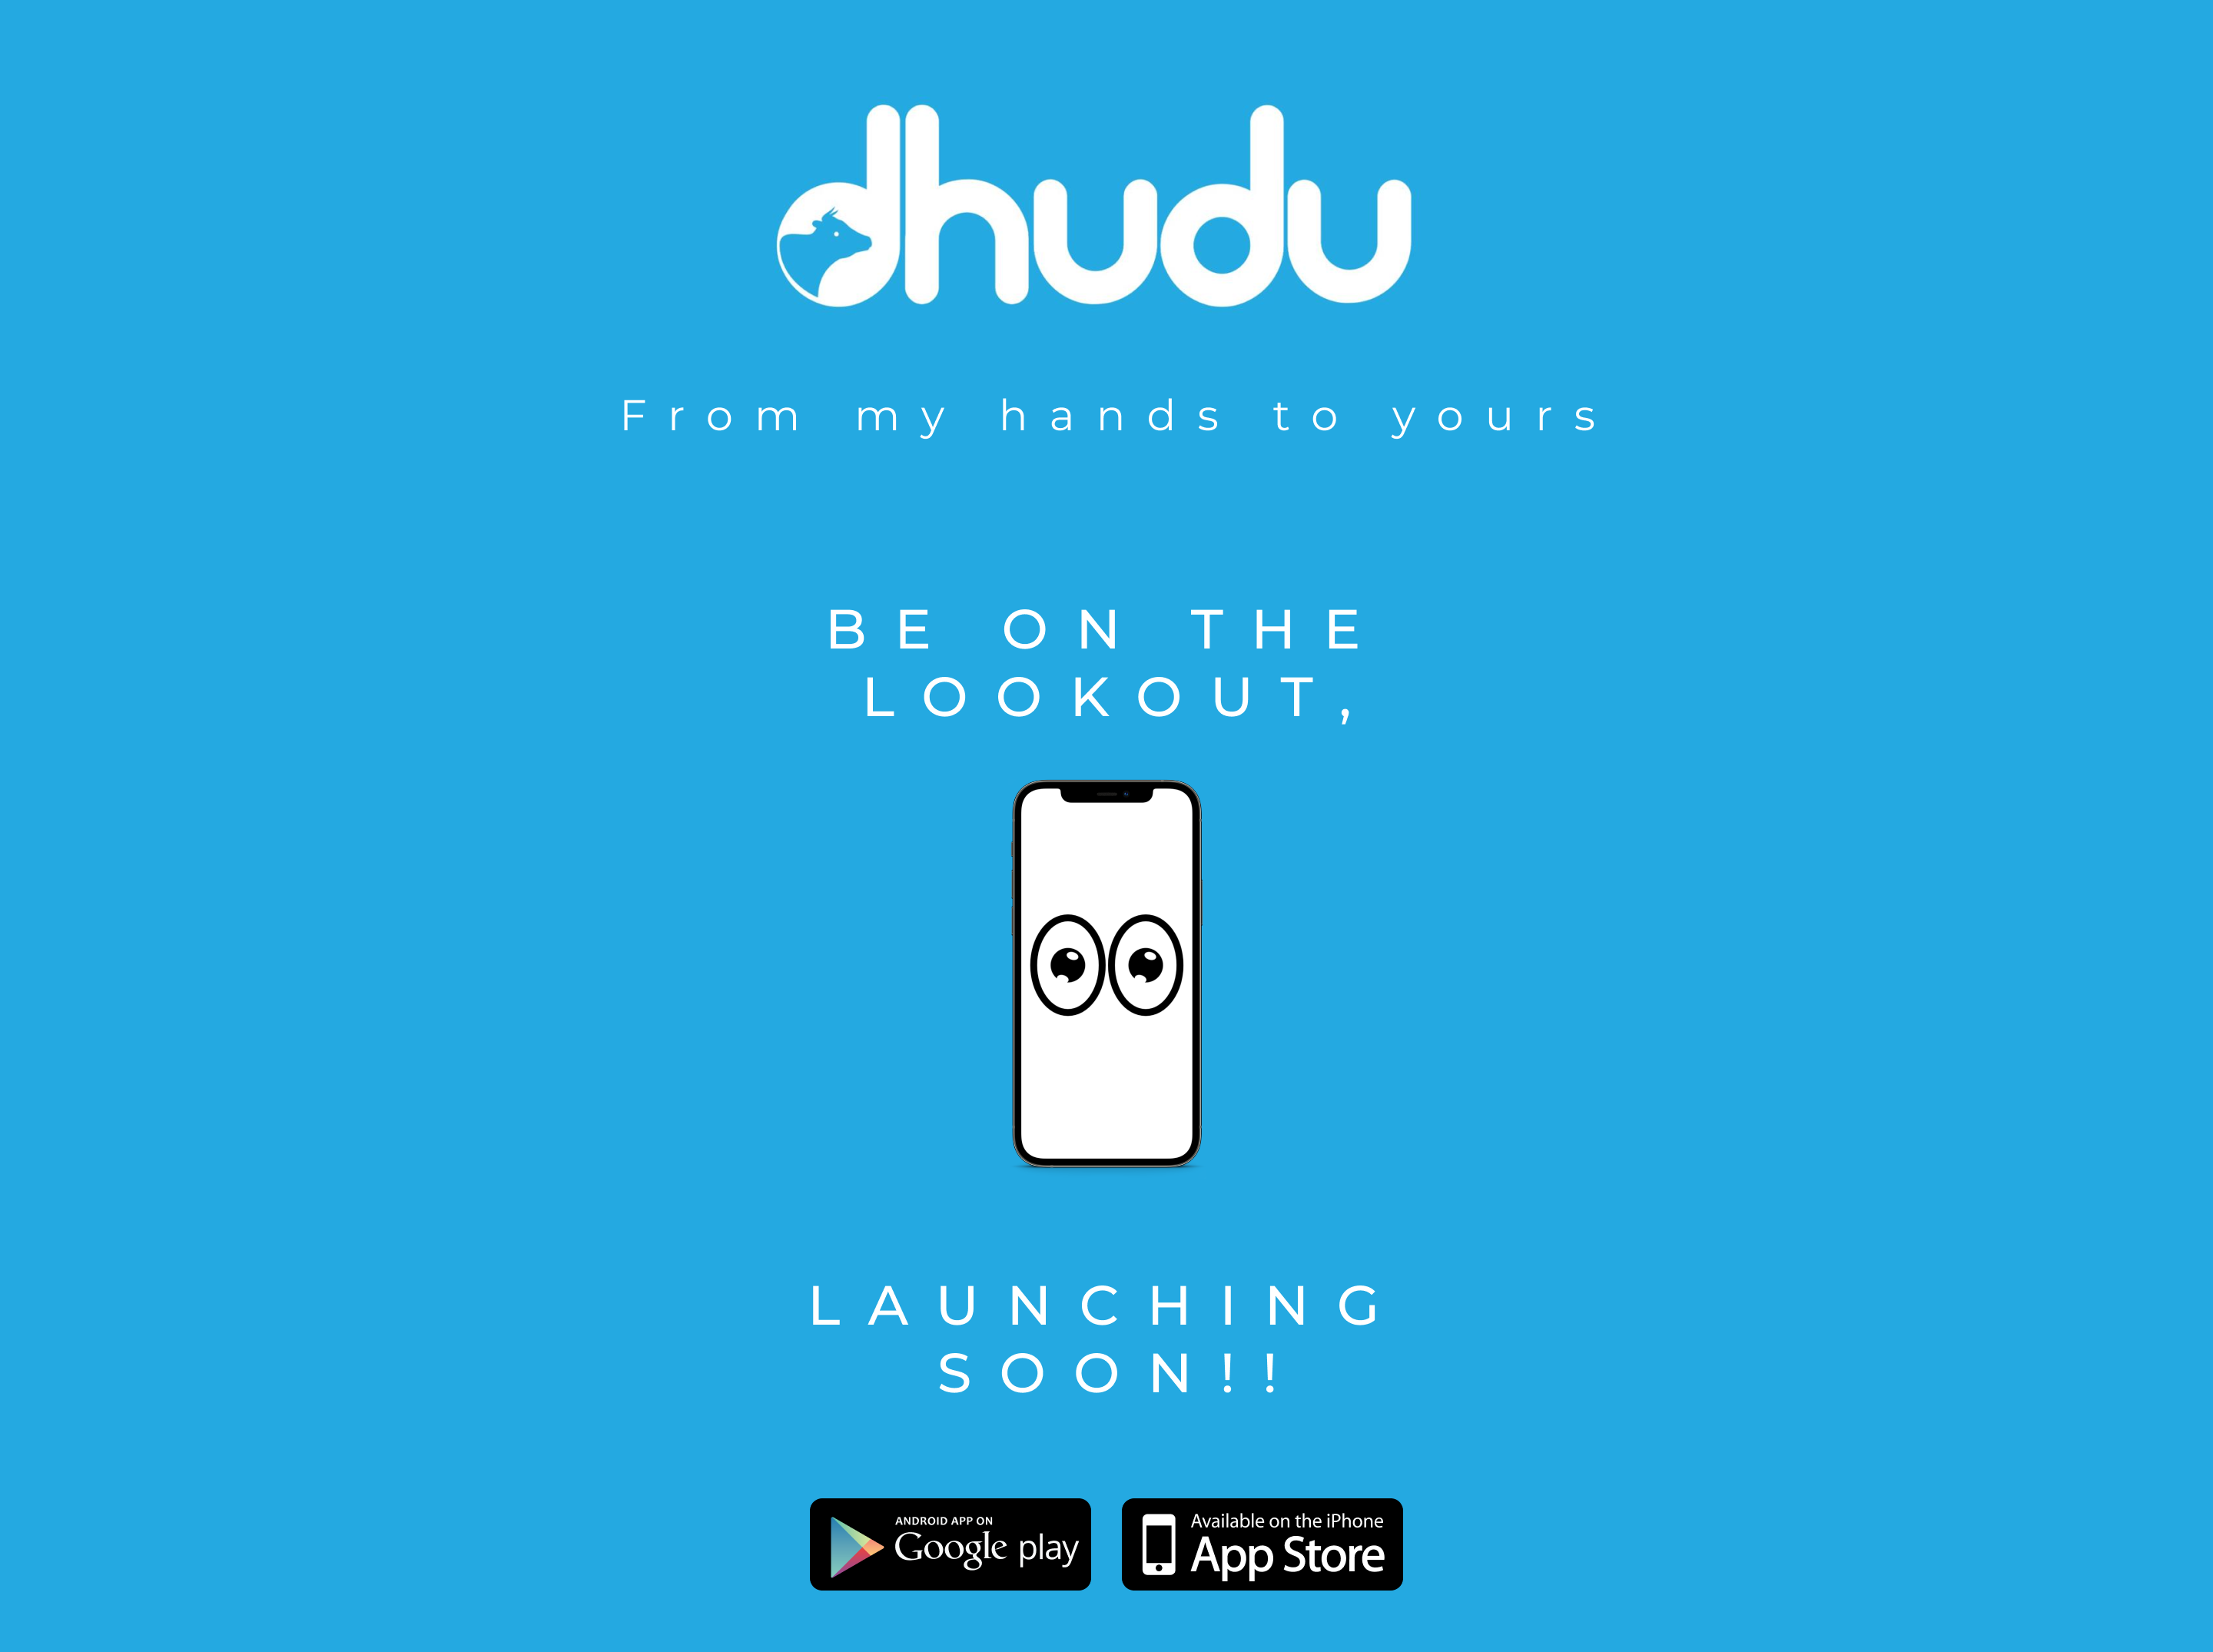 dhudu
From my hands to yours
BE ON THE
LOOKOUT,
LAUNCHING
SOON!!
ANDROID APP ON
Google play
Available on the iPhone
App Store